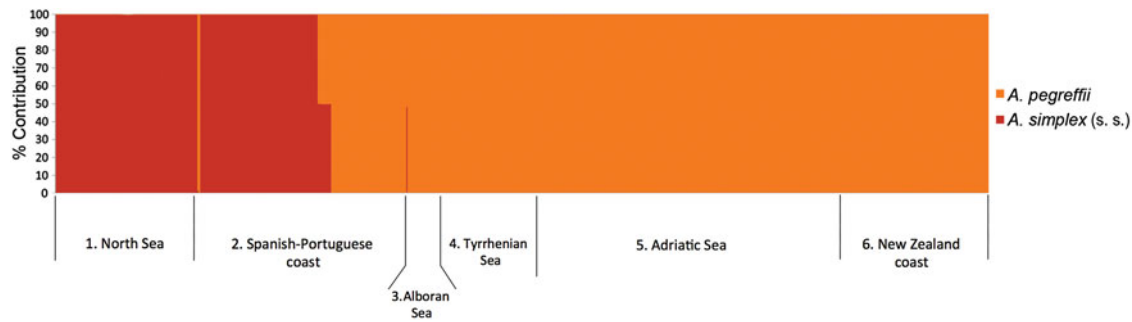 % Contribution
100
90
80
70
60
50
40
30
20
10
0
A. pegreffii
A. simplex (s. s.)
1. North Sea
2. Spanish-Portuguese
coast
3.Alboran
Sea
4. Tyrrhenian
Sea
5. Adriatic Sea
6. New Zealand
coast